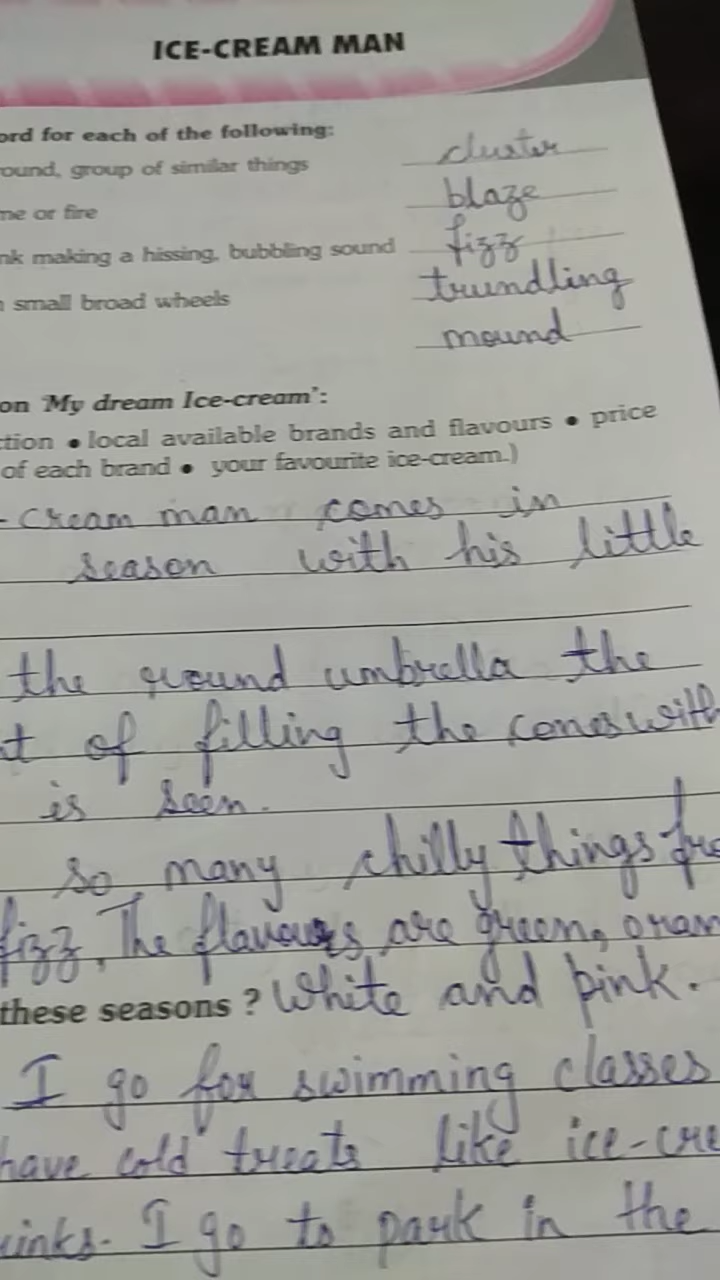 ICE-CREAM MAN
ord for each of the following:
ound, group of similar things cluster
me or fire blaze
nk making a hissing, bubbling sound fizz
small broad wheels trundling
mound
on 'My dream Ice-cream':
ction • local available brands and flavours • price
of each brand • your favourite ice-cream.)
- cream man comes in
season with his little
the round umbrella the
t of filling the cones with
is seen.
so many chilly things fro
fizz. The flavours are green, oran
these seasons ? White and pink.
I go for swimming classes
have cold treats like ice-cre
rinks. I go to park in the